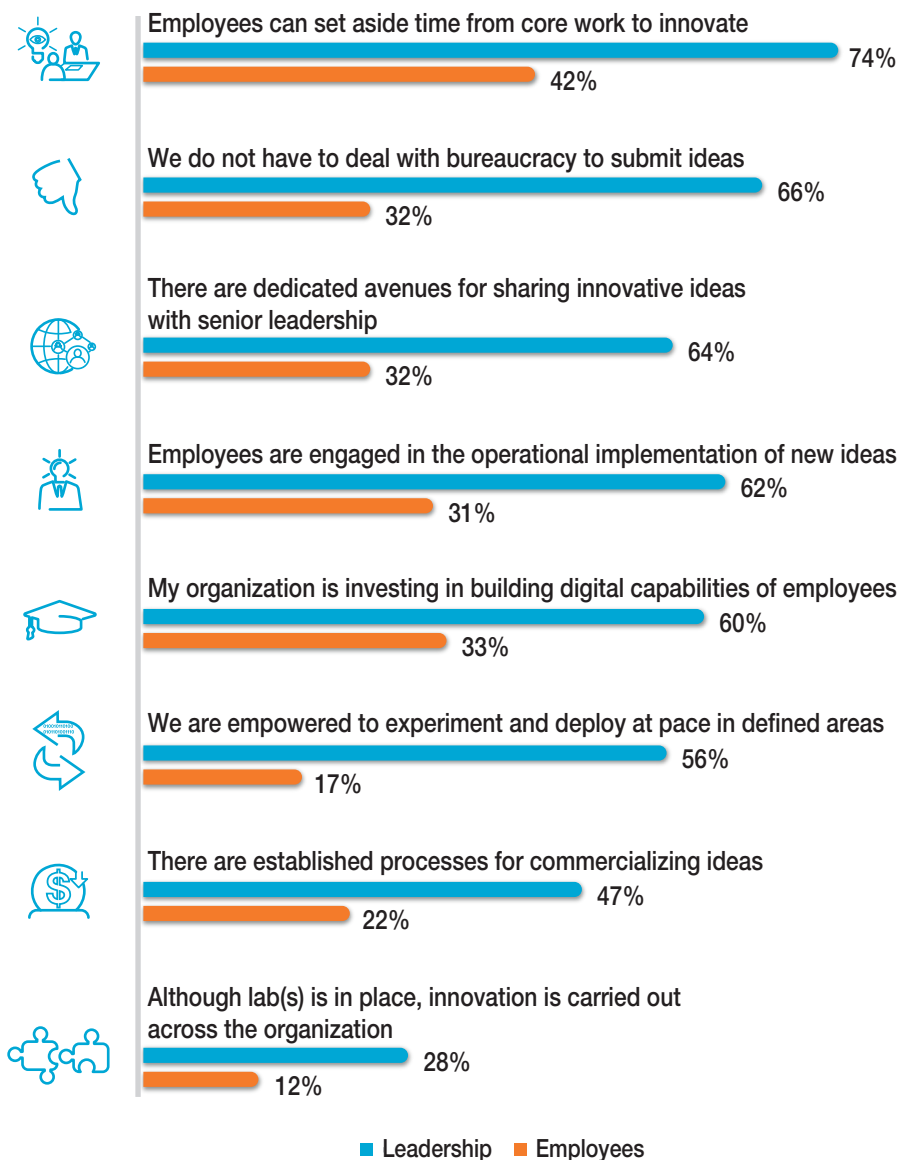 Employees can set aside time from core work to innovate
74%
42%
We do not have to deal with bureaucracy to submit ideas
66%
32%
There are dedicated avenues for sharing innovative ideas
with senior leadership
64%
32%
Employees are engaged in the operational implementation of new ideas
62%
31%
My organization is investing in building digital capabilities of employees
60%
33%
We are empowered to experiment and deploy at pace in defined areas
56%
17%
There are established processes for commercializing ideas
$
47%
22%
Although lab(s) is in place, innovation is carried out
across the organization
28%
12%
Leadership Employees